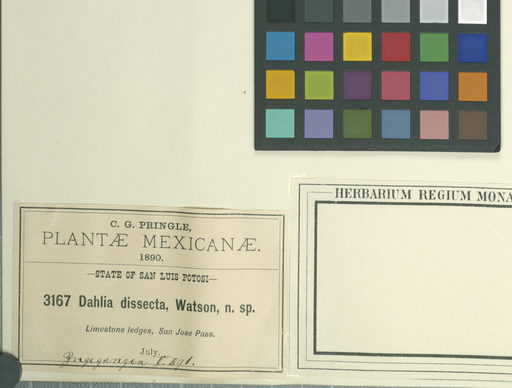 C. G. PRINGLE,
PLANTÆ MEXICANÆ.
1890.
—STATE OF SAN LUIS POTOSI—
3167 Dahlia dissecta, Watson, n. sp.
Limestone ledges, San Jose Pass.
July.
Eingegangen
HERBARIUM REGIUM MONA